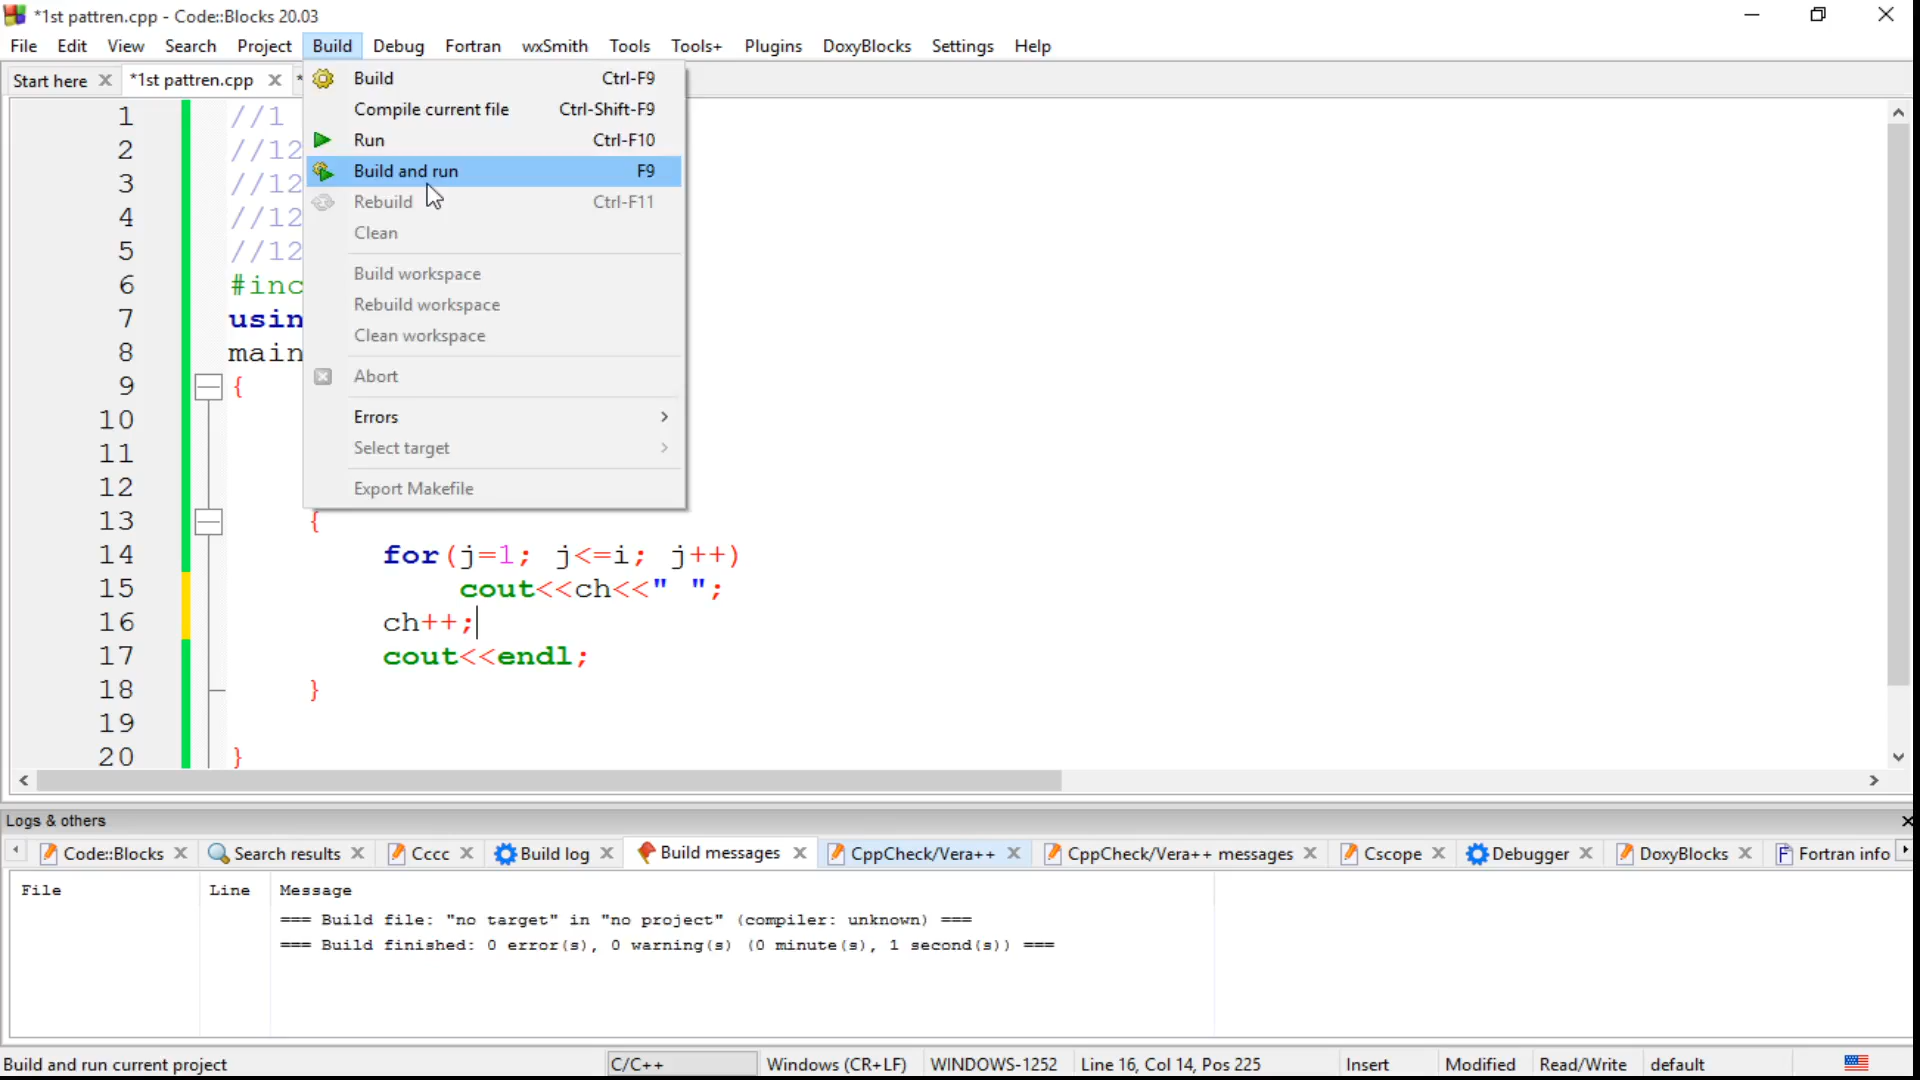 *1st pattren.cpp - Code::Blocks 20.03
File Edit View Search Project Build Debug Fortran wxSmith Tools Tools+ Plugins DoxyBlocks Settings Help
Start here *1st pattren.cpp *
Build Ctrl-F9
Compile current file Ctrl-Shift-F9
Run Ctrl-F10
Build and run F9
Rebuild Ctrl-F11
Clean
Build workspace
Rebuild workspace
Clean workspace
Abort
Errors
Select target
Export Makefile
1 //1
2 //12
3 //12
4 //12
5 //12
6 #inc
7 usin
8 main
9 {
10
11
12
13 {
14 for(j=1; j<=i; j++)
15 cout<<ch<<" ";
16 ch++;
17 cout<<endl;
18 }
19
20 }
Logs & others
Code::Blocks Search results Cccc Build log Build messages CppCheck/Vera++ CppCheck/Vera++ messages Cscope Debugger DoxyBlocks Fortran info
File Line Message
=== Build file: "no target" in "no project" (compiler: unknown) ===
=== Build finished: 0 error(s), 0 warning(s) (0 minute(s), 1 second(s)) ===
Build and run current project C/C++ Windows (CR+LF) WINDOWS-1252 Line 16, Col 14, Pos 225 Insert Modified Read/Write default